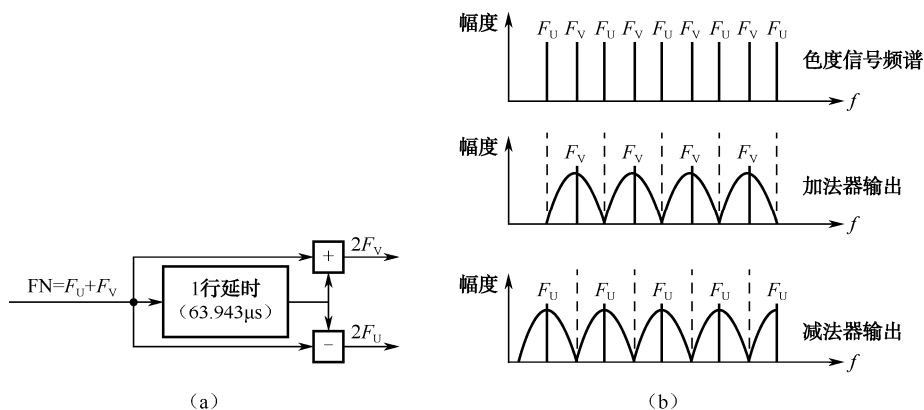 FN=F_U+F_V
1行延时
（63.943μs）
+
2F_V
−
2F_U
（a）
幅度
F_U F_V F_U F_V F_U F_V F_U F_V F_U
色度信号频谱
f
幅度
F_V F_V F_V F_V
加法器输出
f
幅度
F_U F_U F_U F_U F_U
减法器输出
f
（b）